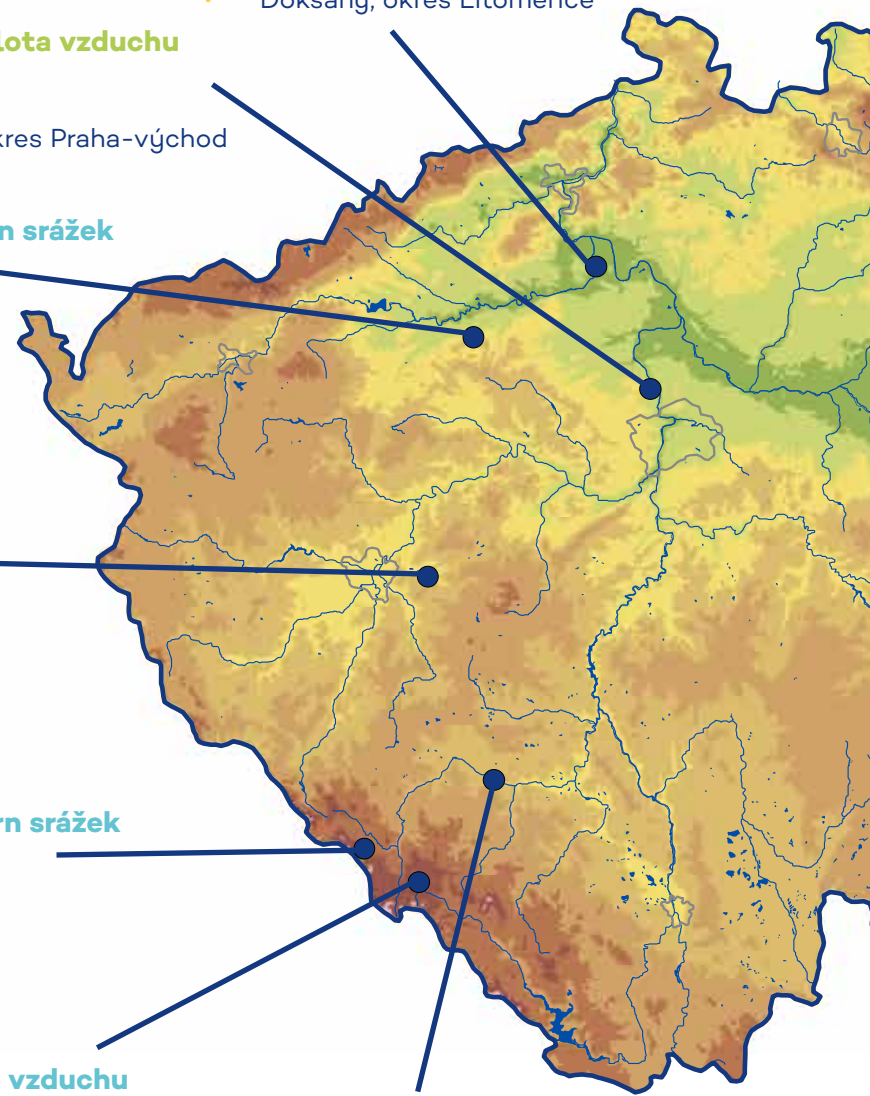 Doksany, okres Litoměřice
lota vzduchu
kres Praha-východ
n srážek
rn srážek
vzduchu